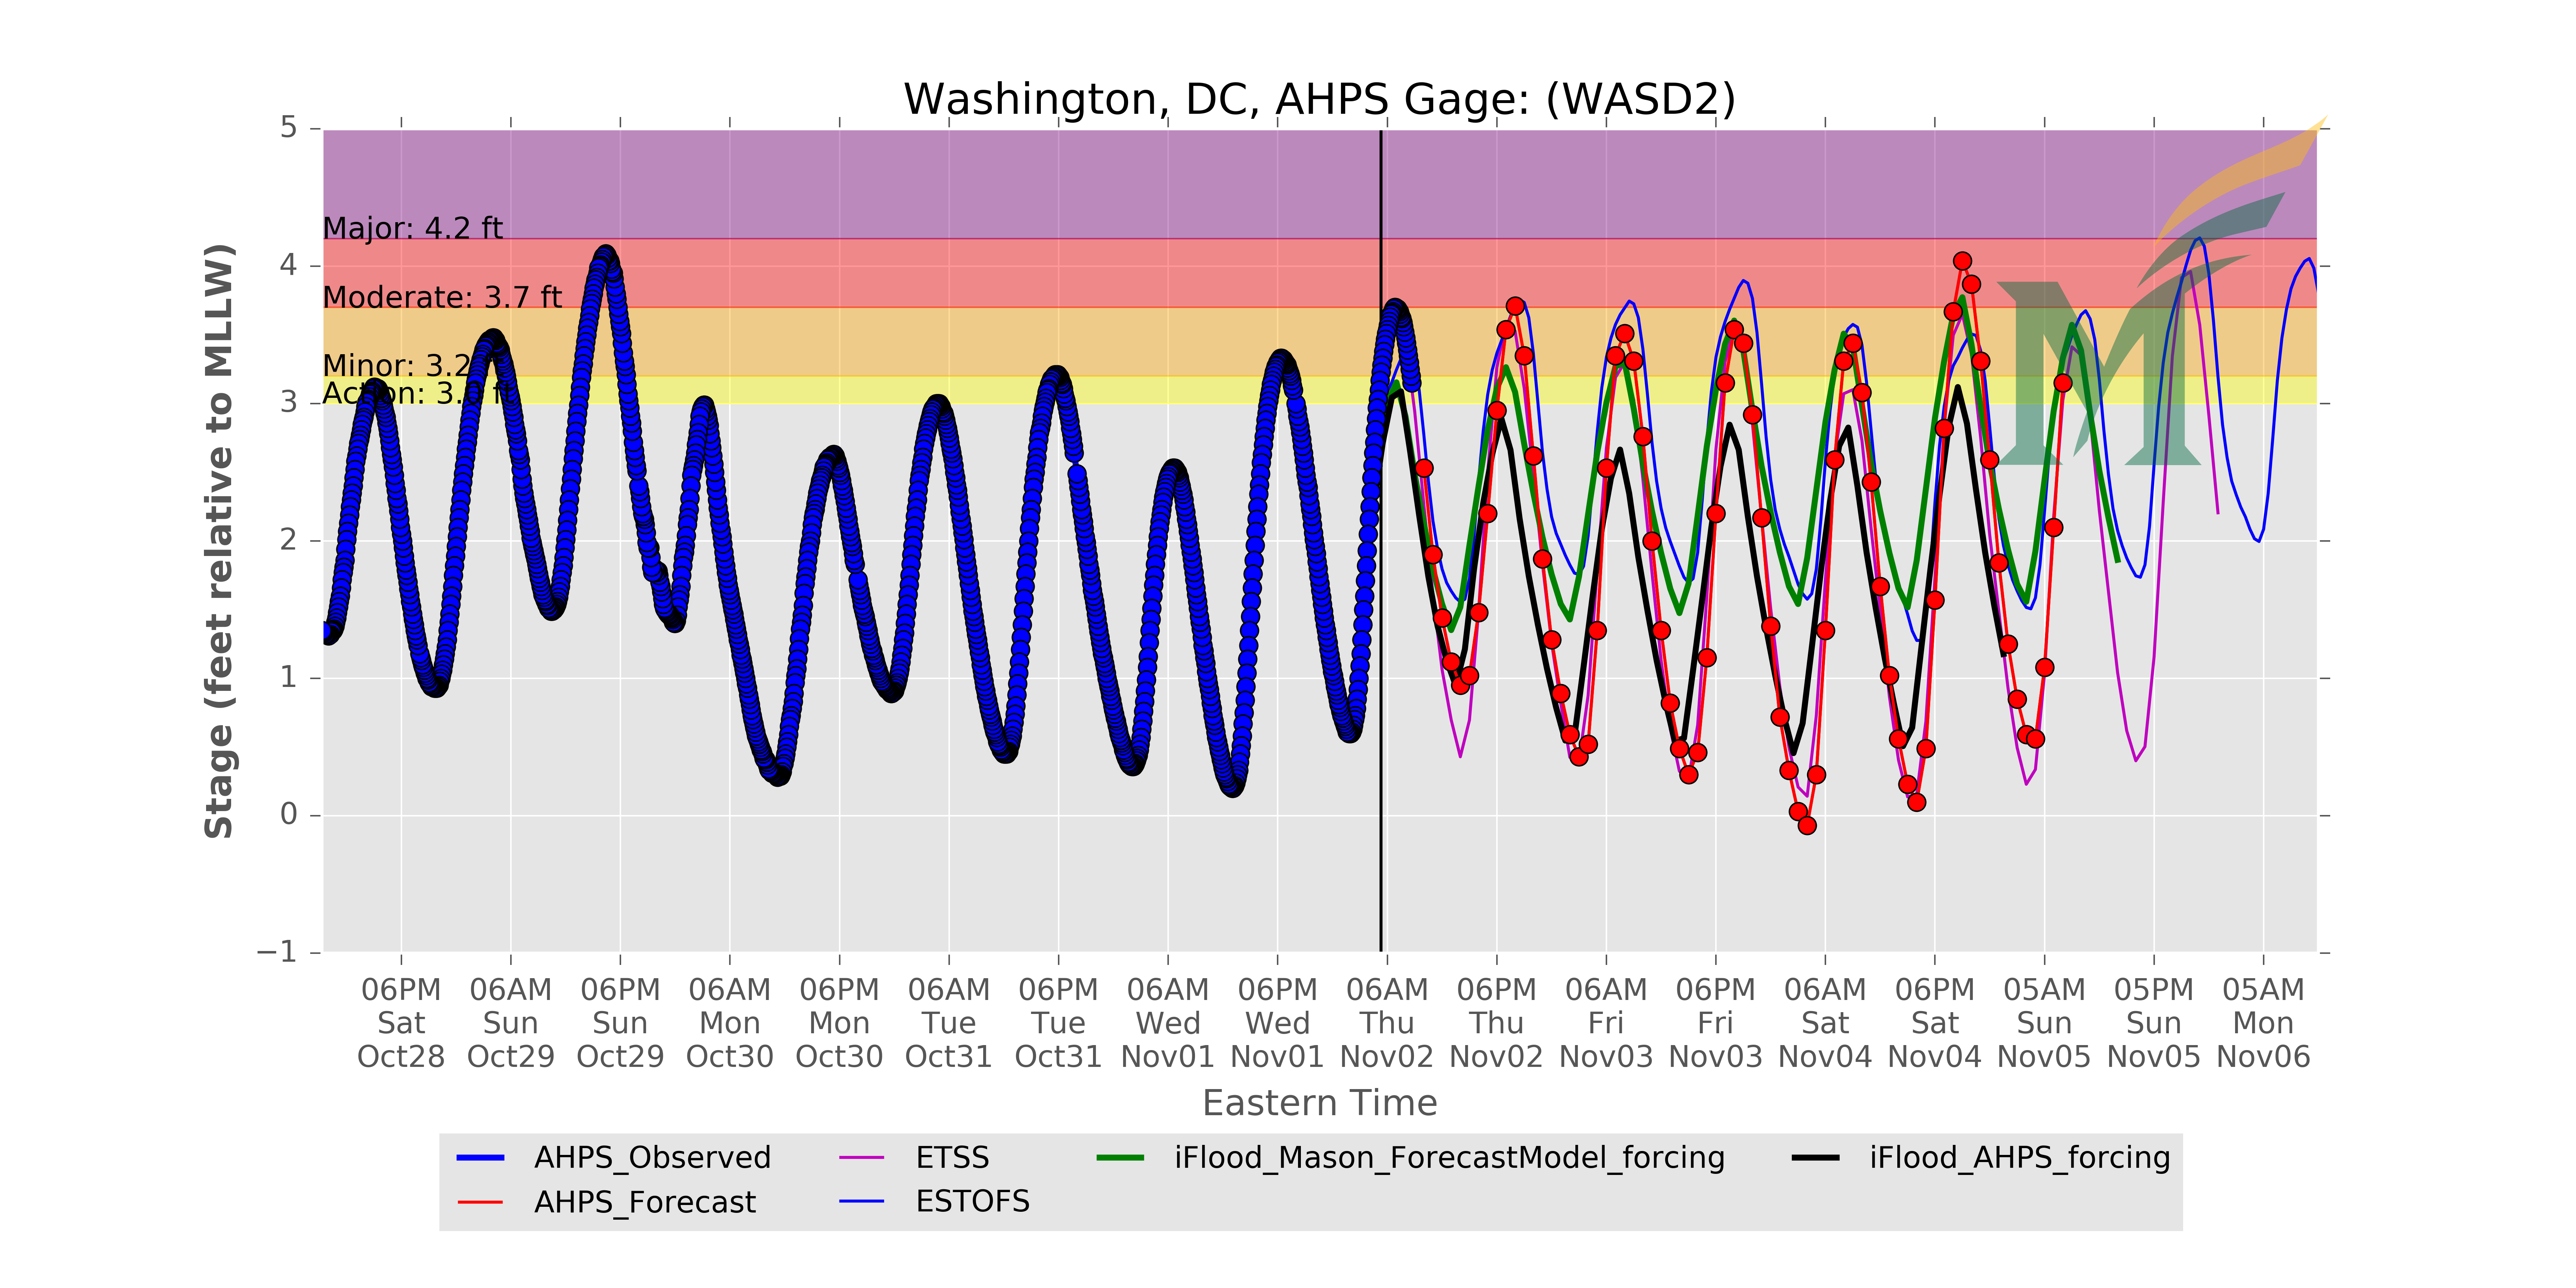 Washington, DC, AHPS Gage: (WASD2)
5
4
3
2
1
0
−1
Stage (feet relative to MLLW)
Major: 4.2 ft
Moderate: 3.7 ft
Minor: 3.2
Action: 3.0 ft
06PM 06AM 06PM 06AM 06PM 06AM 06PM 06AM 06PM 06AM 06PM 06AM 06PM 06AM 06PM 05AM 05PM 05AM
Sat Sun Sun Mon Mon Tue Tue Wed Wed Thu Thu Fri Fri Sat Sat Sun Sun Mon
Oct28 Oct29 Oct29 Oct30 Oct30 Oct31 Oct31 Nov01 Nov01 Nov02 Nov02 Nov03 Nov03 Nov04 Nov04 Nov05 Nov05 Nov06
Eastern Time
AHPS_Observed ETSS iFlood_Mason_ForecastModel_forcing iFlood_AHPS_forcing
AHPS_Forecast ESTOFS
M